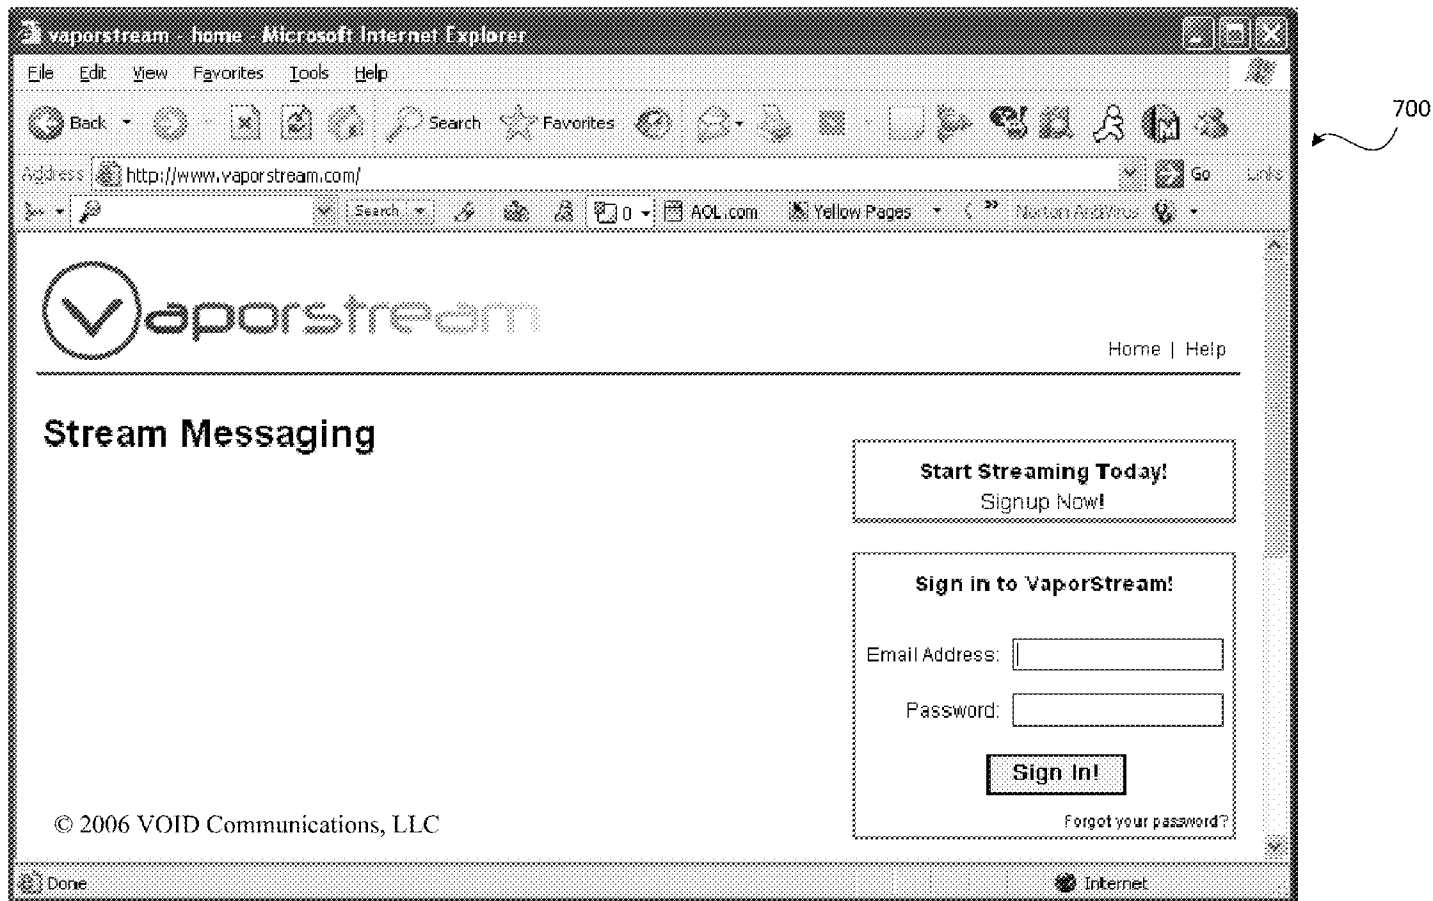 vaporstream - home - Microsoft Internet Explorer
File Edit View Favorites Tools Help
Back Search Favorites
700
Address http://www.vaporstream.com/ Go Links
Search 0 AOL.com Yellow Pages Norton AntiVirus
Vaporstream
Home | Help
Stream Messaging
Start Streaming Today!
Signup Now!
Sign in to VaporStream!
Email Address:
Password:
Sign In!
Forgot your password?
© 2006 VOID Communications, LLC
Done Internet